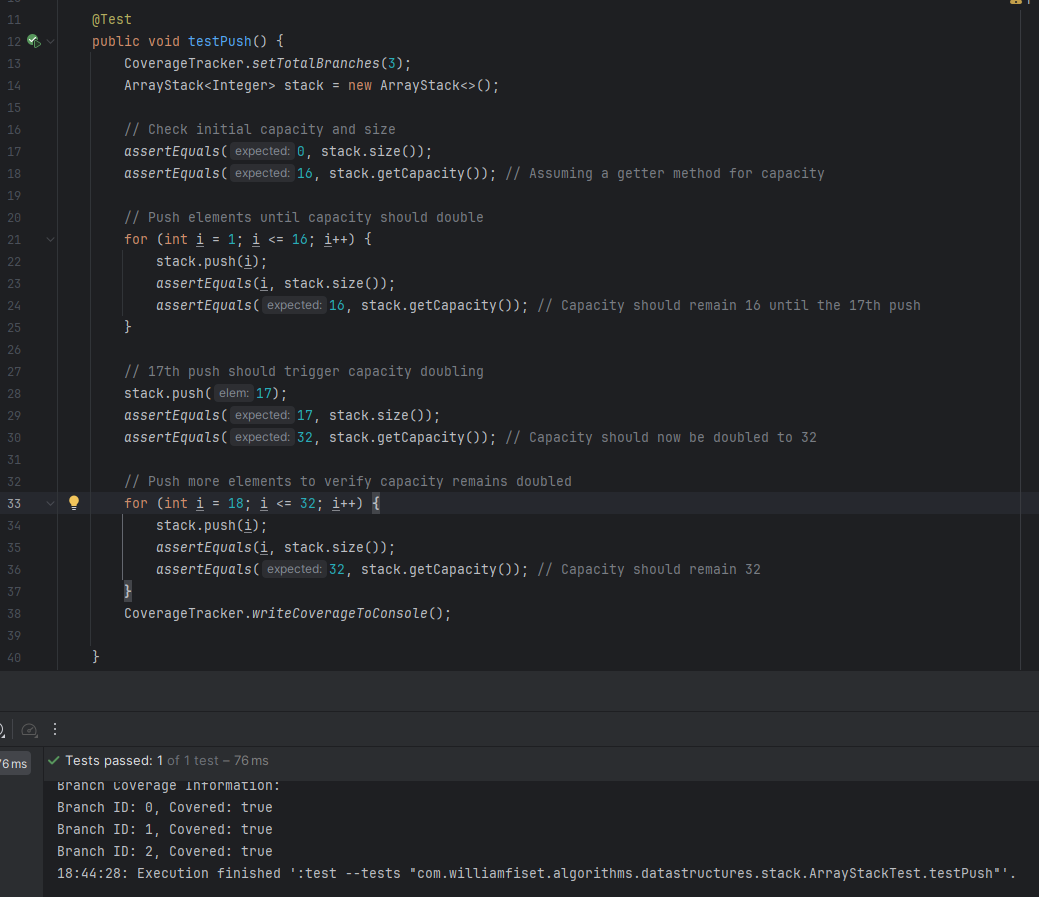 11 @Test
12 public void testPush() {
13 CoverageTracker.setTotalBranches(3);
14 ArrayStack<Integer> stack = new ArrayStack<>();
15
16 // Check initial capacity and size
17 assertEquals( expected: 0, stack.size());
18 assertEquals( expected: 16, stack.getCapacity()); // Assuming a getter method for capacity
19
20 // Push elements until capacity should double
21 for (int i = 1; i <= 16; i++) {
22 stack.push(i);
23 assertEquals(i, stack.size());
24 assertEquals( expected: 16, stack.getCapacity()); // Capacity should remain 16 until the 17th push
25 }
26
27 // 17th push should trigger capacity doubling
28 stack.push( elem: 17);
29 assertEquals( expected: 17, stack.size());
30 assertEquals( expected: 32, stack.getCapacity()); // Capacity should now be doubled to 32
31
32 // Push more elements to verify capacity remains doubled
33 for (int i = 18; i <= 32; i++) {
34 stack.push(i);
35 assertEquals(i, stack.size());
36 assertEquals( expected: 32, stack.getCapacity()); // Capacity should remain 32
37 }
38 CoverageTracker.writeCoverageToConsole();
39
40 }
Tests passed: 1 of 1 test – 76 ms
6 ms
Branch Coverage Information:
Branch ID: 0, Covered: true
Branch ID: 1, Covered: true
Branch ID: 2, Covered: true
18:44:28: Execution finished ':test --tests "com.williamfiset.algorithms.datastructures.stack.ArrayStackTest.testPush"'.